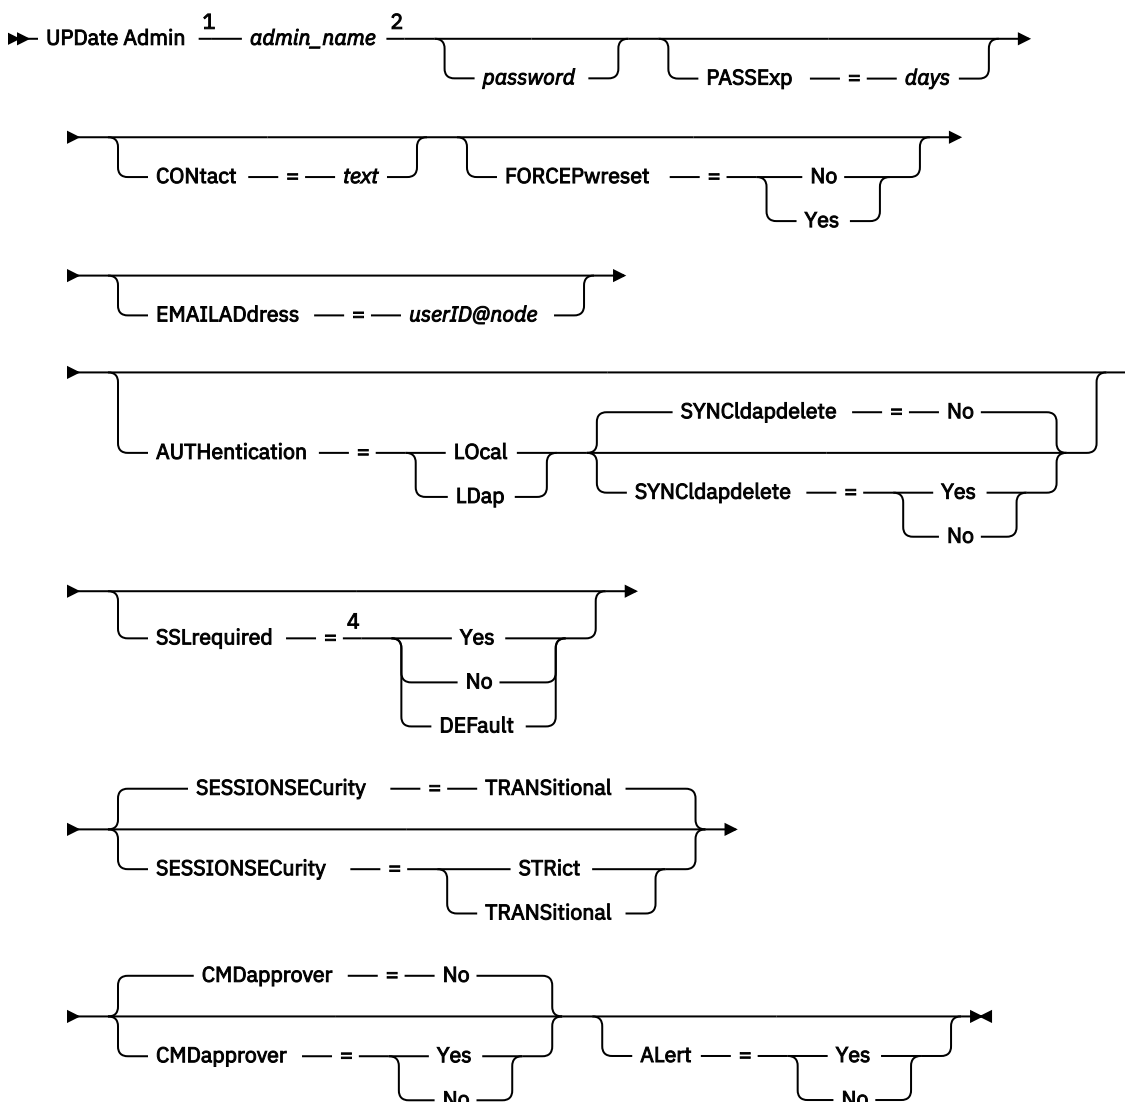 UPDate Admin 1 admin_name 2
password PASSExp = days
CONtact = text FORCEPwreset = No
Yes
EMAILADdress = userID@node
SYNCldapdelete = No
AUTHentication = LOcal
LDap SYNCldapdelete = Yes
No
SSLrequired = 4 Yes
No
DEFault
SESSIONSECurity = TRANSitional
SESSIONSECurity = STRict
TRANSitional
CMDapprover = No
CMDapprover = Yes ALert = Yes
No No